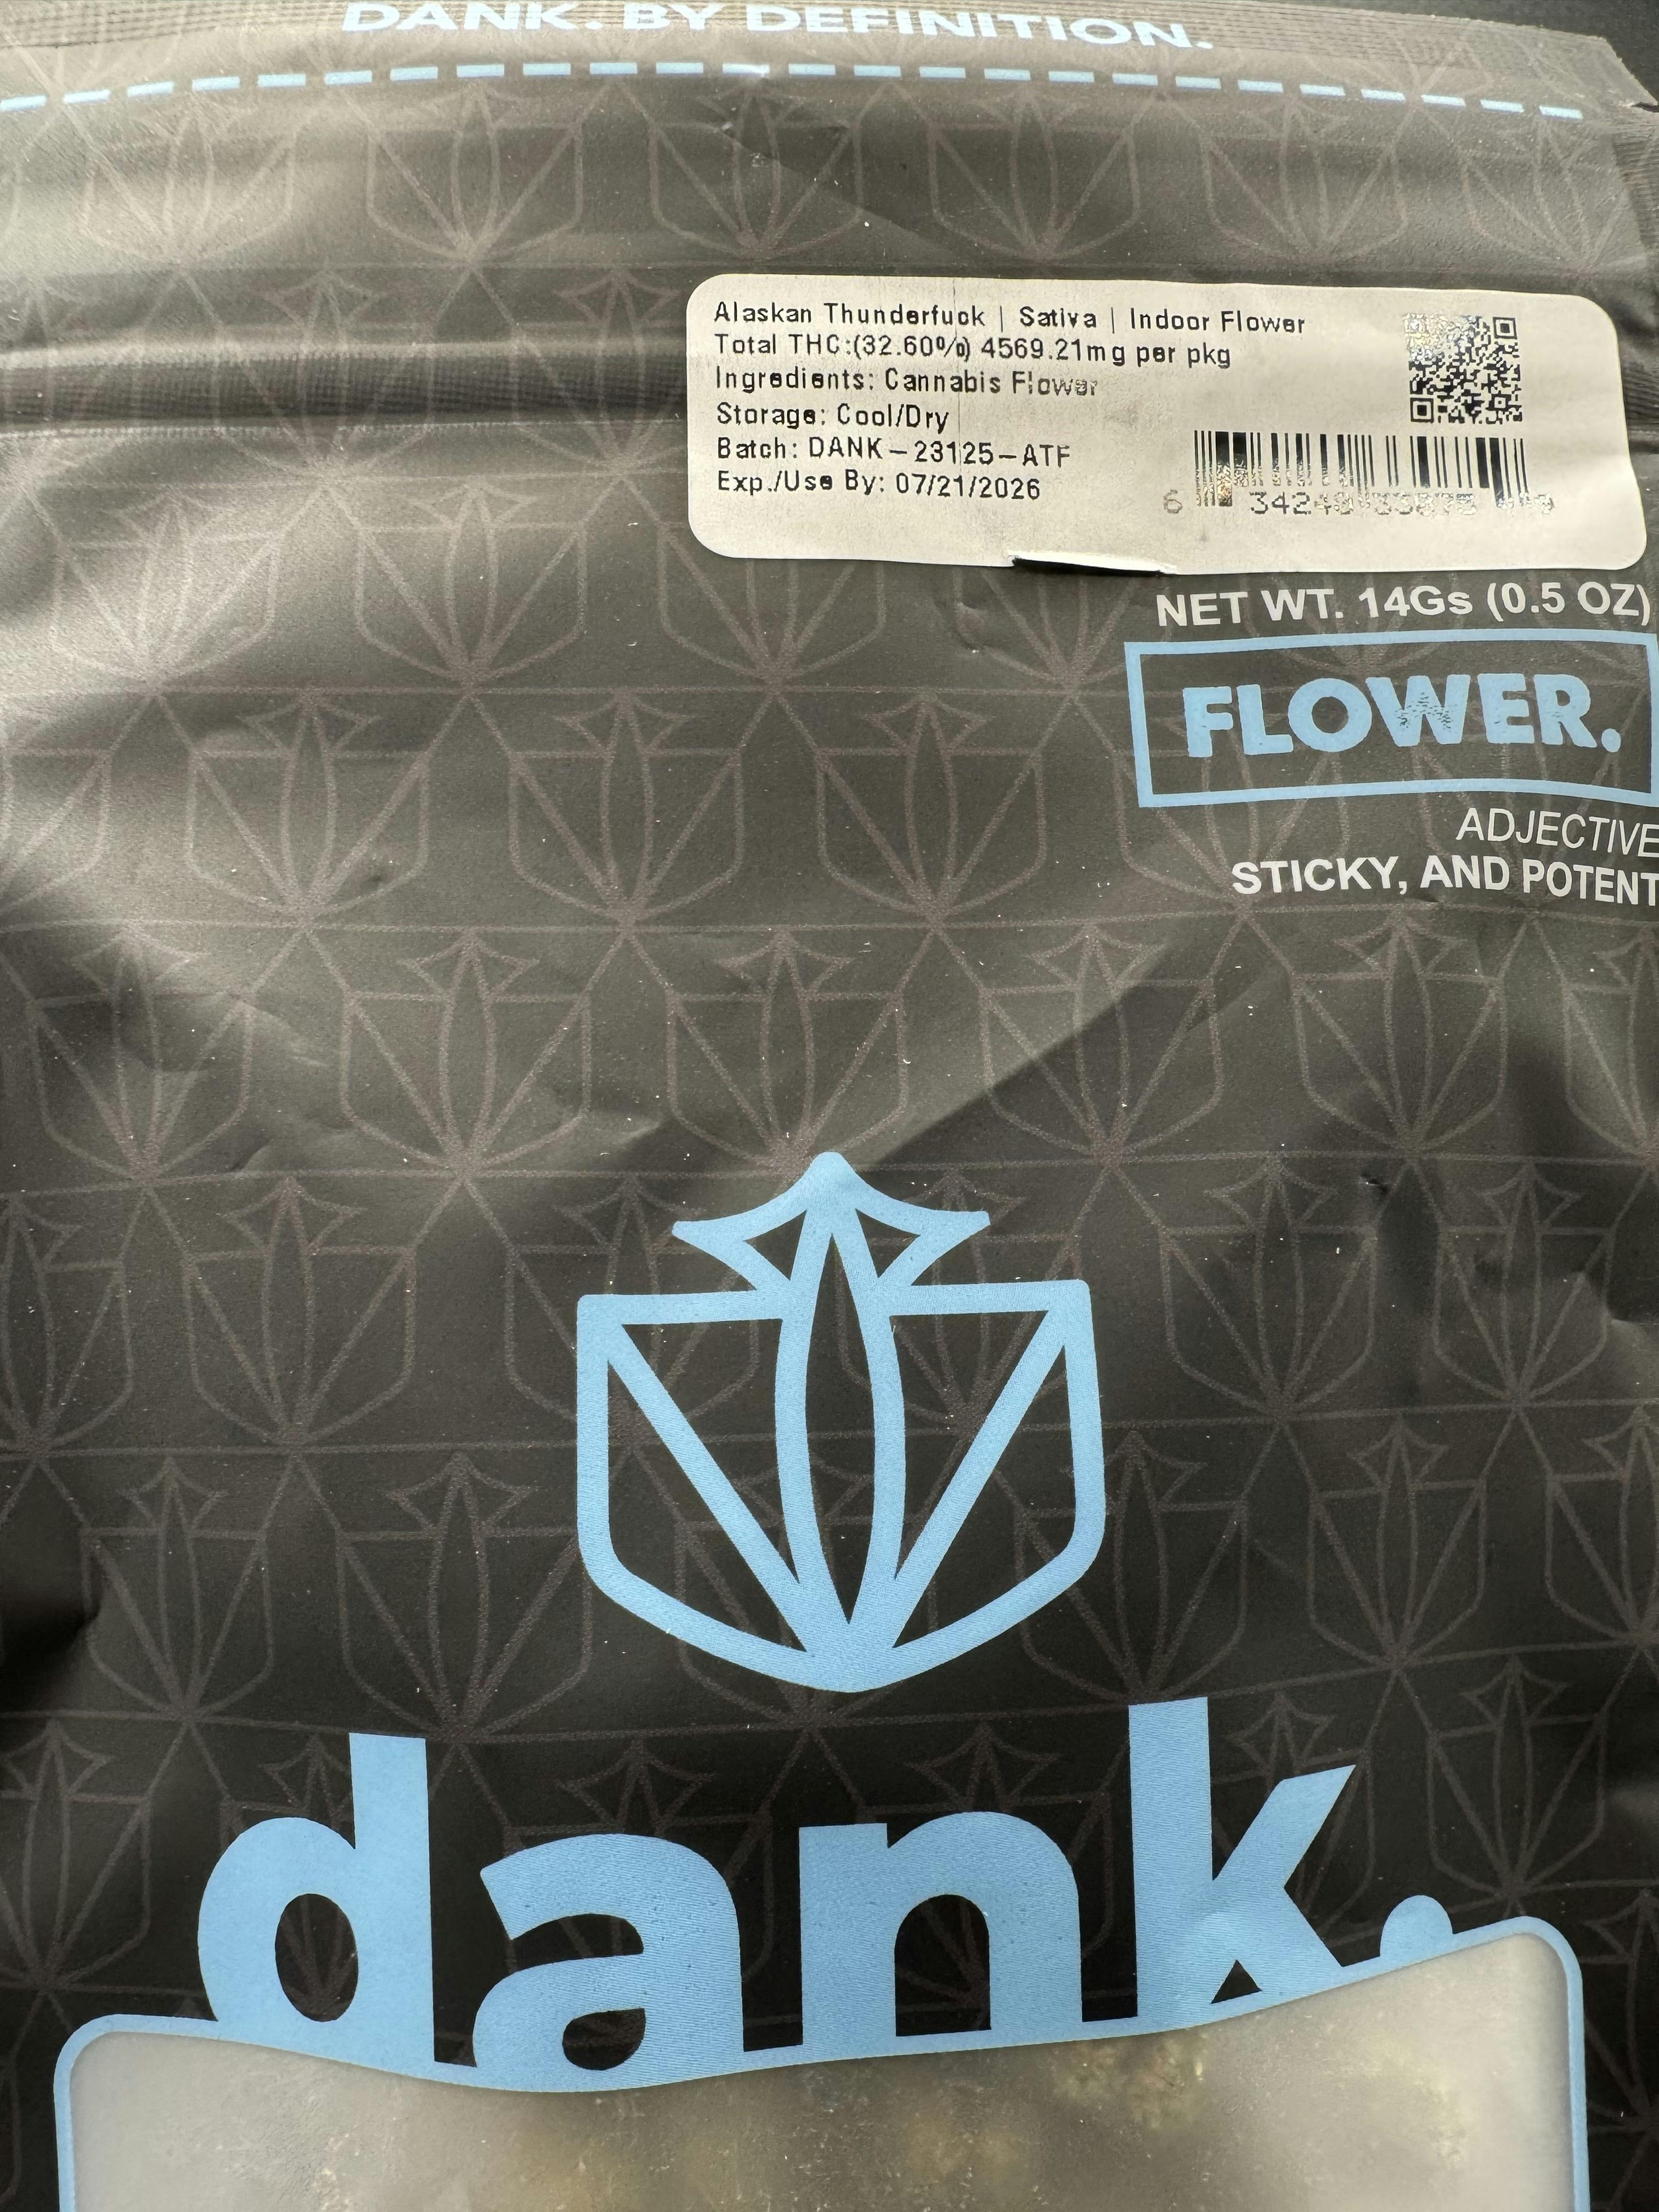 DANK. BY DEFINITION.
Alaskan Thunderfuck | Sativa | Indoor Flower
Total THC:(32.60%) 4569.21mg per pkg
Ingredients: Cannabis Flower
Storage: Cool/Dry
Batch: DANK-23125-ATF
Exp./Use By: 07/21/2026
6
NET WT. 14Gs (0.5 OZ)
FLOWER.
ADJECTIVE
STICKY, AND POTENT
dank.